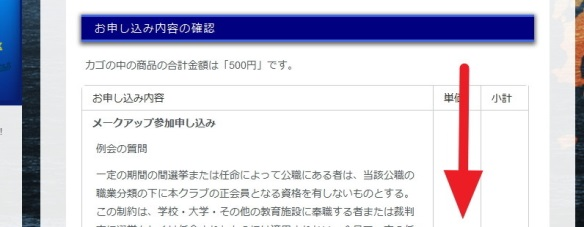 お申し込み内容の確認
カゴの中の商品の合計金額は「500円」です。
お申し込み内容 単価 小計
メークアップ参加申し込み
例会の質問
一定の期間の間選挙または任命によって公職にある者は、当該公職の
職業分類の下に本クラブの正会員となる資格を有しないものとする。
この制約は、学校・大学・その他の教育施設に奉職する者または裁判